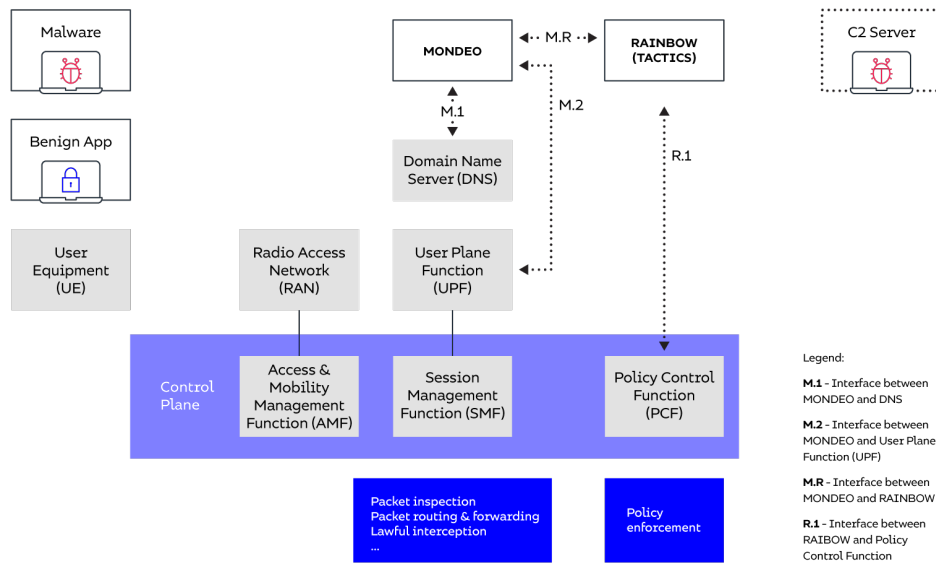 Malware
MONDEO
M.R
RAINBOW
(TACTICS)
C2 Server
M.1
M.2
Benign App
Domain Name
Server (DNS)
R.1
User
Equipment
(UE)
Radio Access
Network
(RAN)
User Plane
Function
(UPF)
Control
Plane
Access &
Mobility
Management
Function (AMF)
Session
Management
Function (SMF)
Policy Control
Function
(PCF)
Packet inspection
Packet routing & forwarding
Lawful interception
...
Policy
enforcement
Legend:
M.1 - Interface between
MONDEO and DNS
M.2 - Interface between
MONDEO and User Plane
Function (UPF)
M.R - Interface between
MONDEO and RAINBOW
R.1 - Interface between
RAIBOW and Policy
Control Function